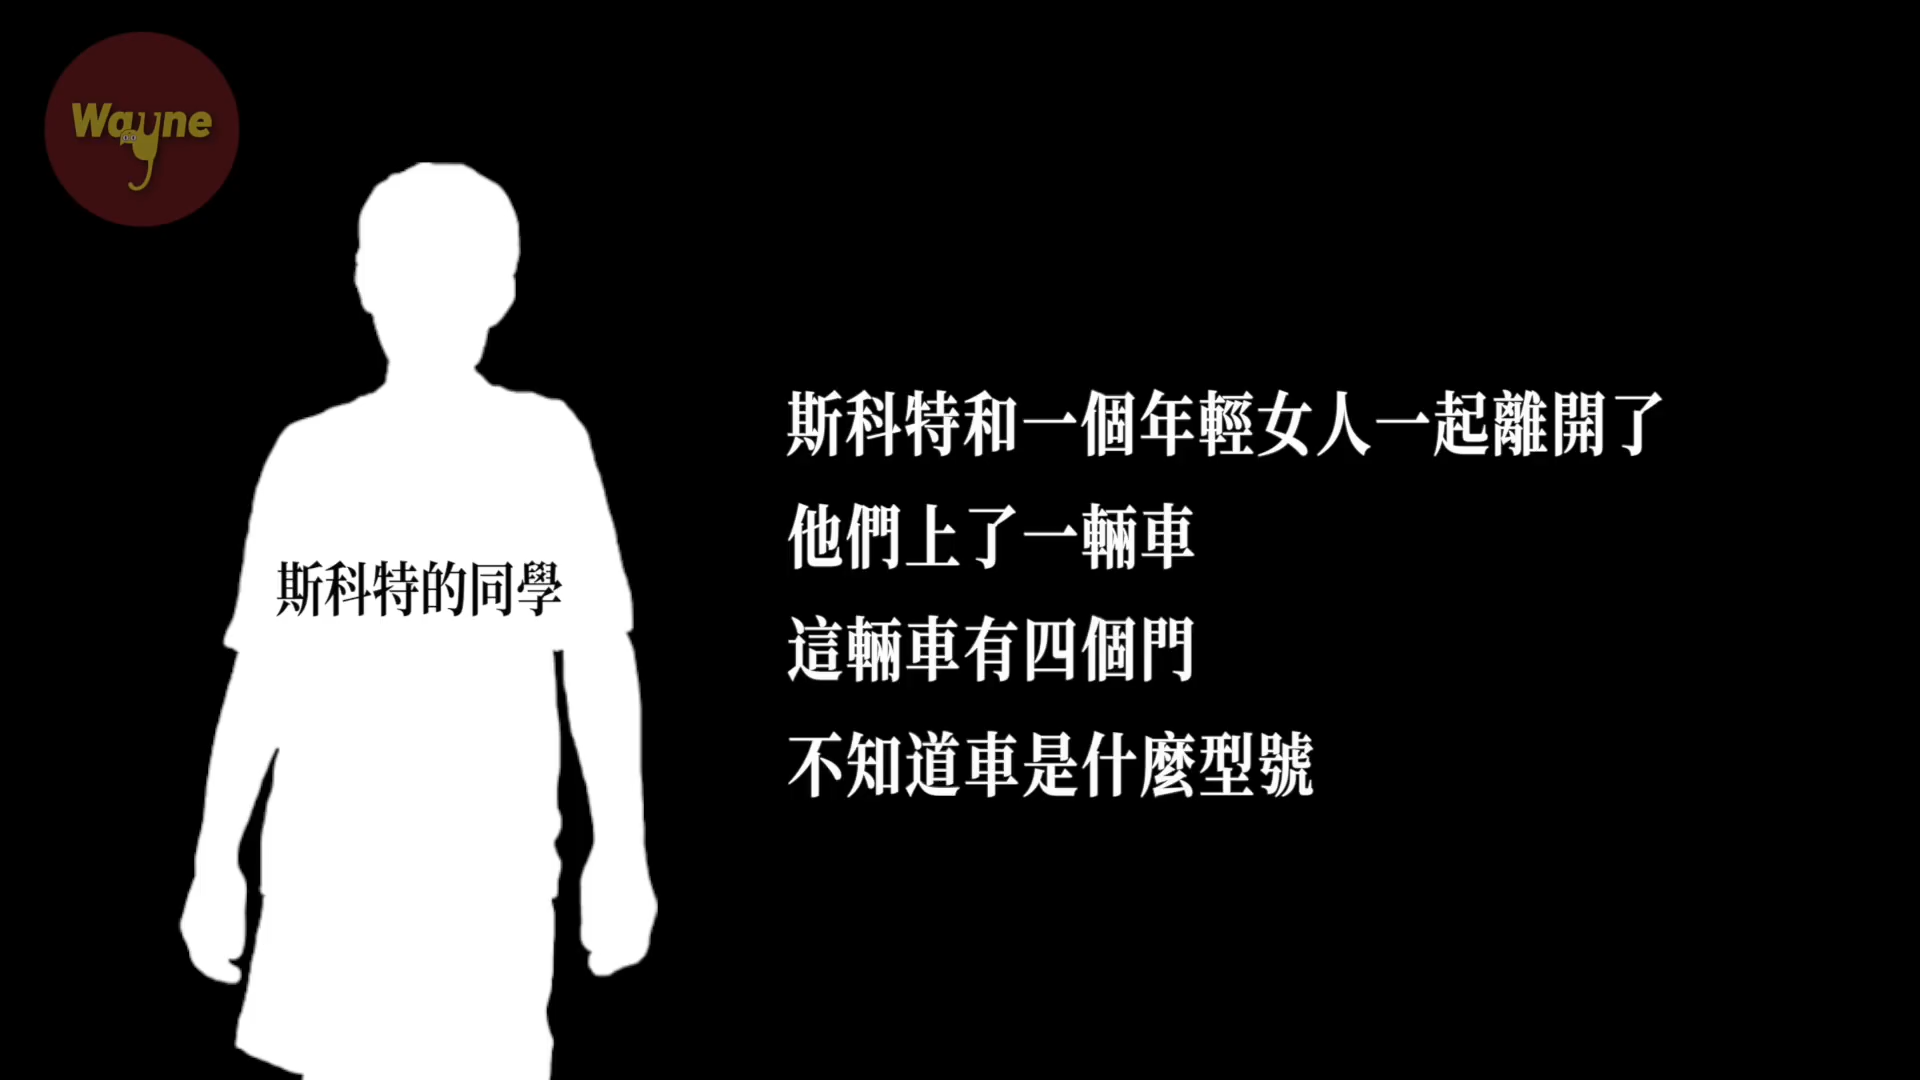 Wayne
斯科特和一個年輕女人一起離開了
他們上了一輛車
斯科特的同學
這輛車有四個門
不知道車是什麼型號